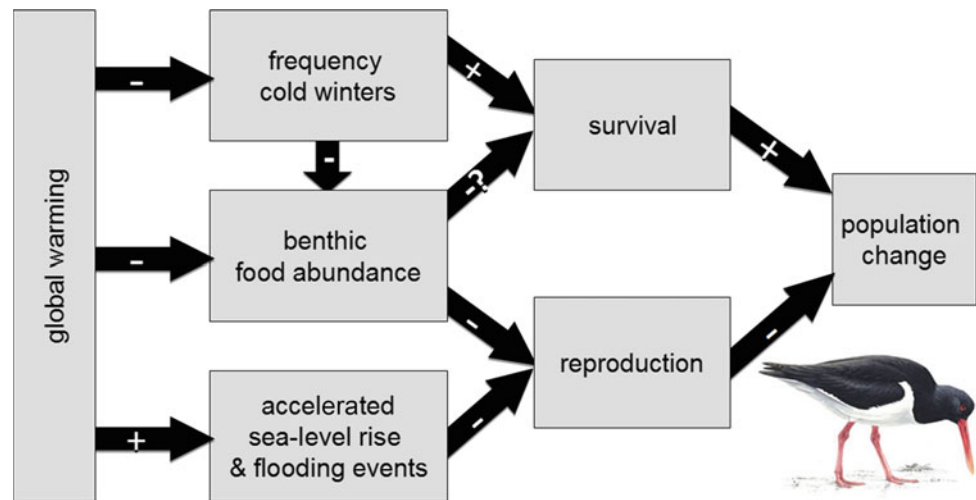 global warming
-
frequency
cold winters
+
-
survival
+
-
benthic
food abundance
-?
-
population
change
reproduction
-
+
accelerated
sea-level rise
& flooding events
-